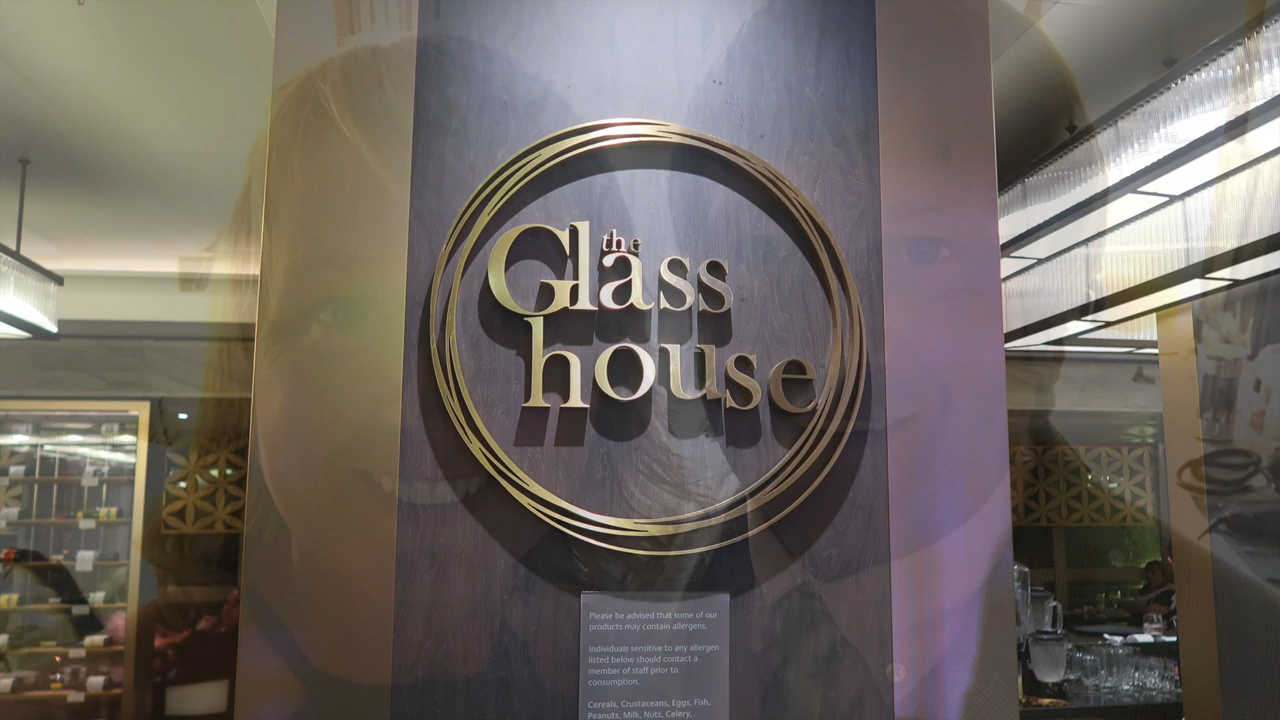 the
Glass
house
Please be advised that some of our
products may contain allergens.
Individuals sensitive to any allergen
listed below should contact a
member of staff prior to
consumption.
Cereals, Crustaceans, Eggs, Fish,
Peanuts, Milk, Nuts, Celery,